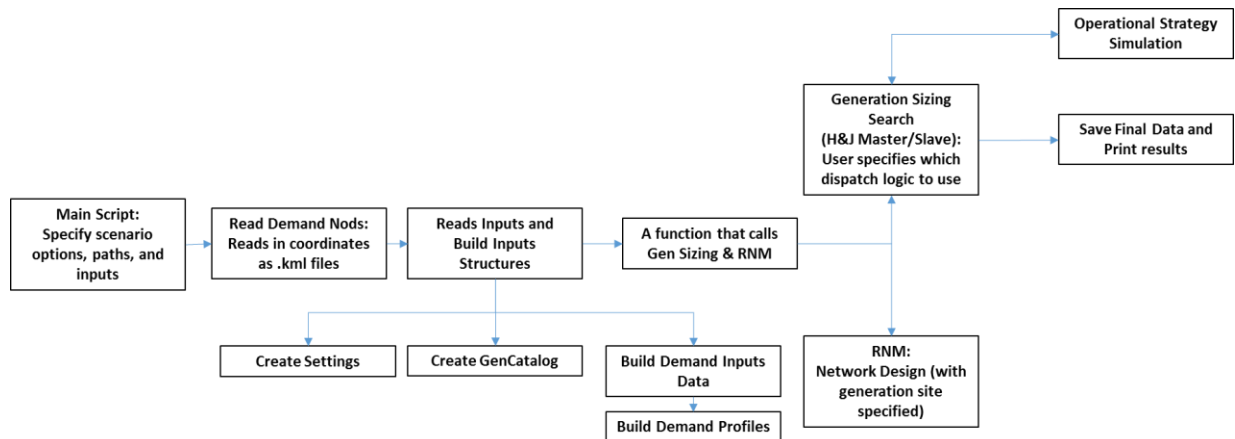 Operational Strategy
Simulation
Generation Sizing
Search
(H&J Master/Slave):
User specifies which
dispatch logic to use
Save Final Data and
Print results
Main Script:
Specify scenario
options, paths, and
inputs
Read Demand Nods:
Reads in coordinates
as .kml files
Reads Inputs and
Build Inputs
Structures
A function that calls
Gen Sizing & RNM
Create Settings
Create GenCatalog
Build Demand Inputs
Data
Build Demand Profiles
RNM:
Network Design (with
generation site
specified)